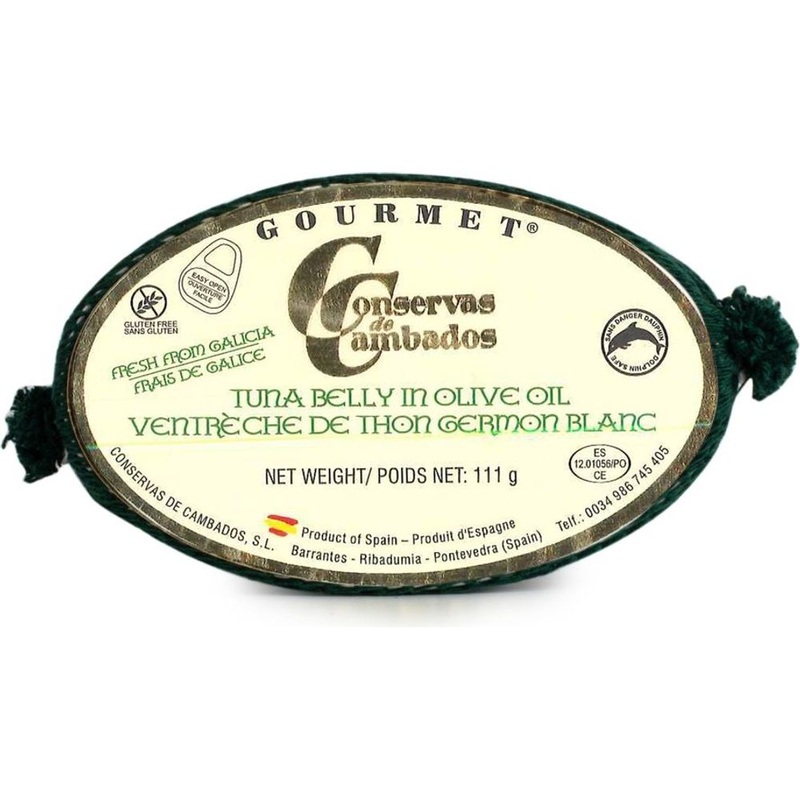 GOURMET®
Conservas
de
Cambados
EASY OPEN
OUVERTURE
FACILE
GLUTEN FREE
SANS GLUTEN
FRESH FROM GALICIA
FRAIS DE GALICE
SANS DANGER DAUPHIN
DOLPHIN SAFE
TUNA BELLY IN OLIVE OIL
VENTRÈCHE DE THON GERMON BLANC
NET WEIGHT/ POIDS NET: 111 g
ES
12.01056/PO
CE
CONSERVAS DE CAMBADOS, S.L.
Product of Spain – Produit d'Espagne
Barrantes - Ribadumia - Pontevedra (Spain)
Telf.: 0034 986 745 405